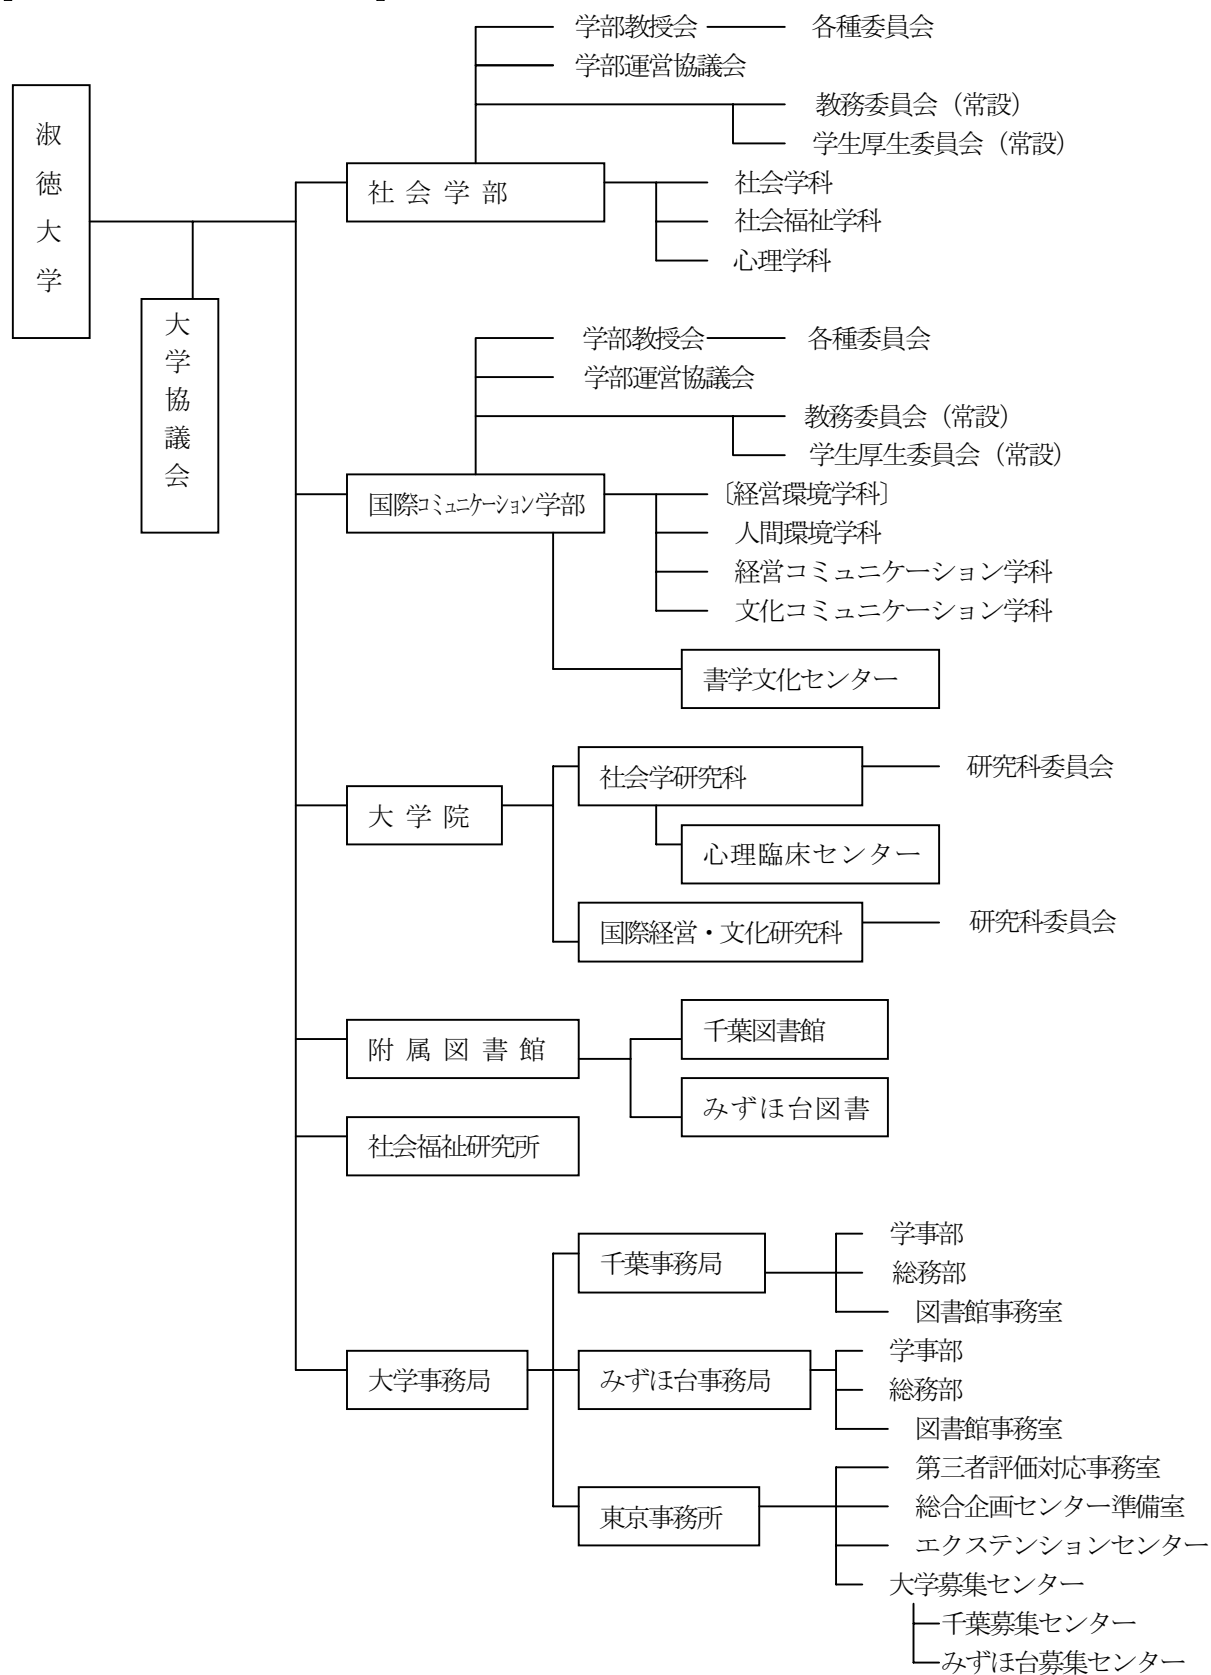 学部教授会 各種委員会
学部運営協議会
教務委員会（常設）
学生厚生委員会（常設）
淑徳大学
社会学部
社会学科
社会福祉学科
心理学科
大学協議会
学部教授会 各種委員会
学部運営協議会
教務委員会（常設）
学生厚生委員会（常設）
国際コミュニケーション学部
〔経営環境学科〕
人間環境学科
経営コミュニケーション学科
文化コミュニケーション学科
書学文化センター
社会学研究科 研究科委員会
大学院
心理臨床センター
国際経営・文化研究科 研究科委員会
千葉図書館
附属図書館
みずほ台図書
社会福祉研究所
学事部
千葉事務局
総務部
図書館事務室
学事部
大学事務局
みずほ台事務局
総務部
図書館事務室
第三者評価対応事務室
東京事務所
総合企画センター準備室
エクステンションセンター
大学募集センター
千葉募集センター
みずほ台募集センター